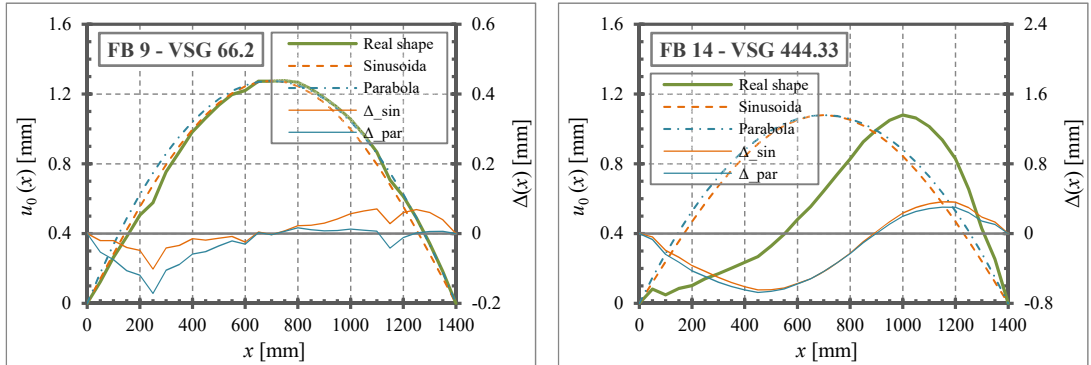 FB 9 - VSG 66.2
Real shape
Sinusoida
Parabola
Δ_sin
Δ_par
u0 (x) [mm]
1.6
1.2
0.8
0.4
0
0.6
0.4
0.2
0
-0.2
Δ(x) [mm]
0 200 400 600 800 1000 1200 1400
x [mm]
FB 14 - VSG 444.33
Real shape
Sinusoida
Parabola
Δ_sin
Δ_par
u0 (x) [mm]
1.6
1.2
0.8
0.4
0
2.4
1.6
0.8
0
-0.8
Δ(x) [mm]
0 200 400 600 800 1000 1200 1400
x [mm]